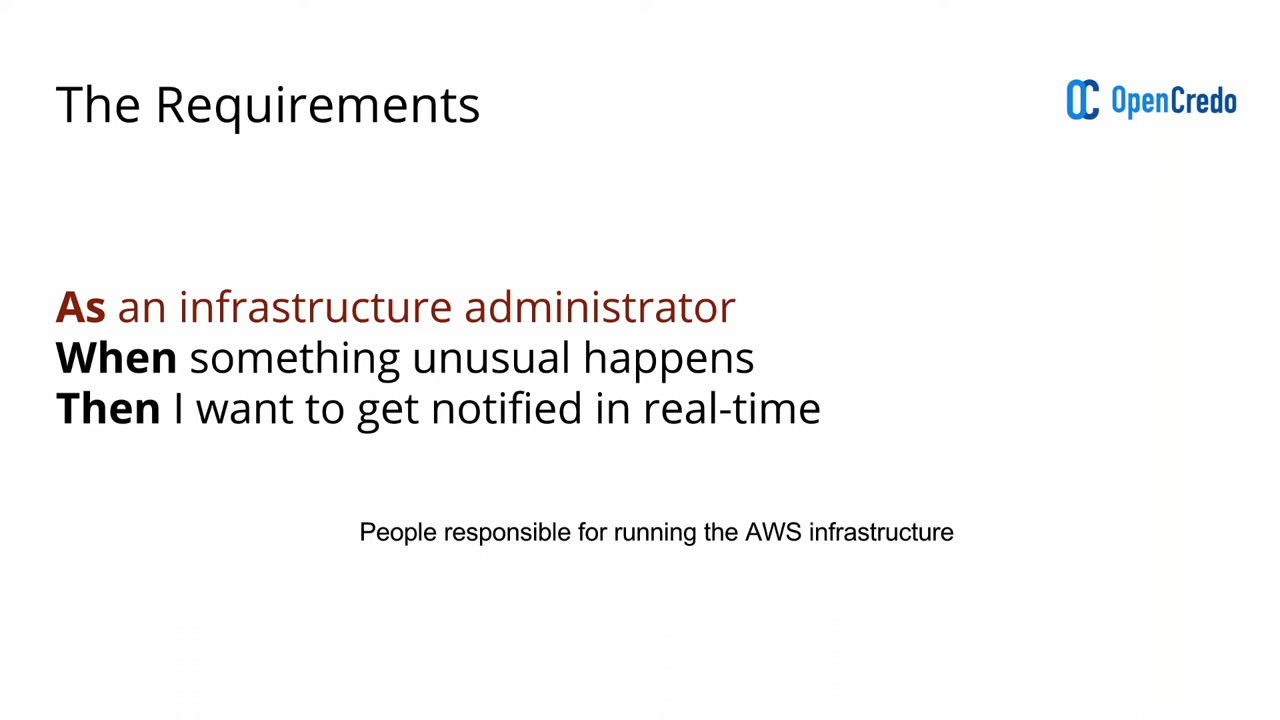 The Requirements
OpenCredo
As an infrastructure administrator
When something unusual happens
Then I want to get notified in real-time
People responsible for running the AWS infrastructure